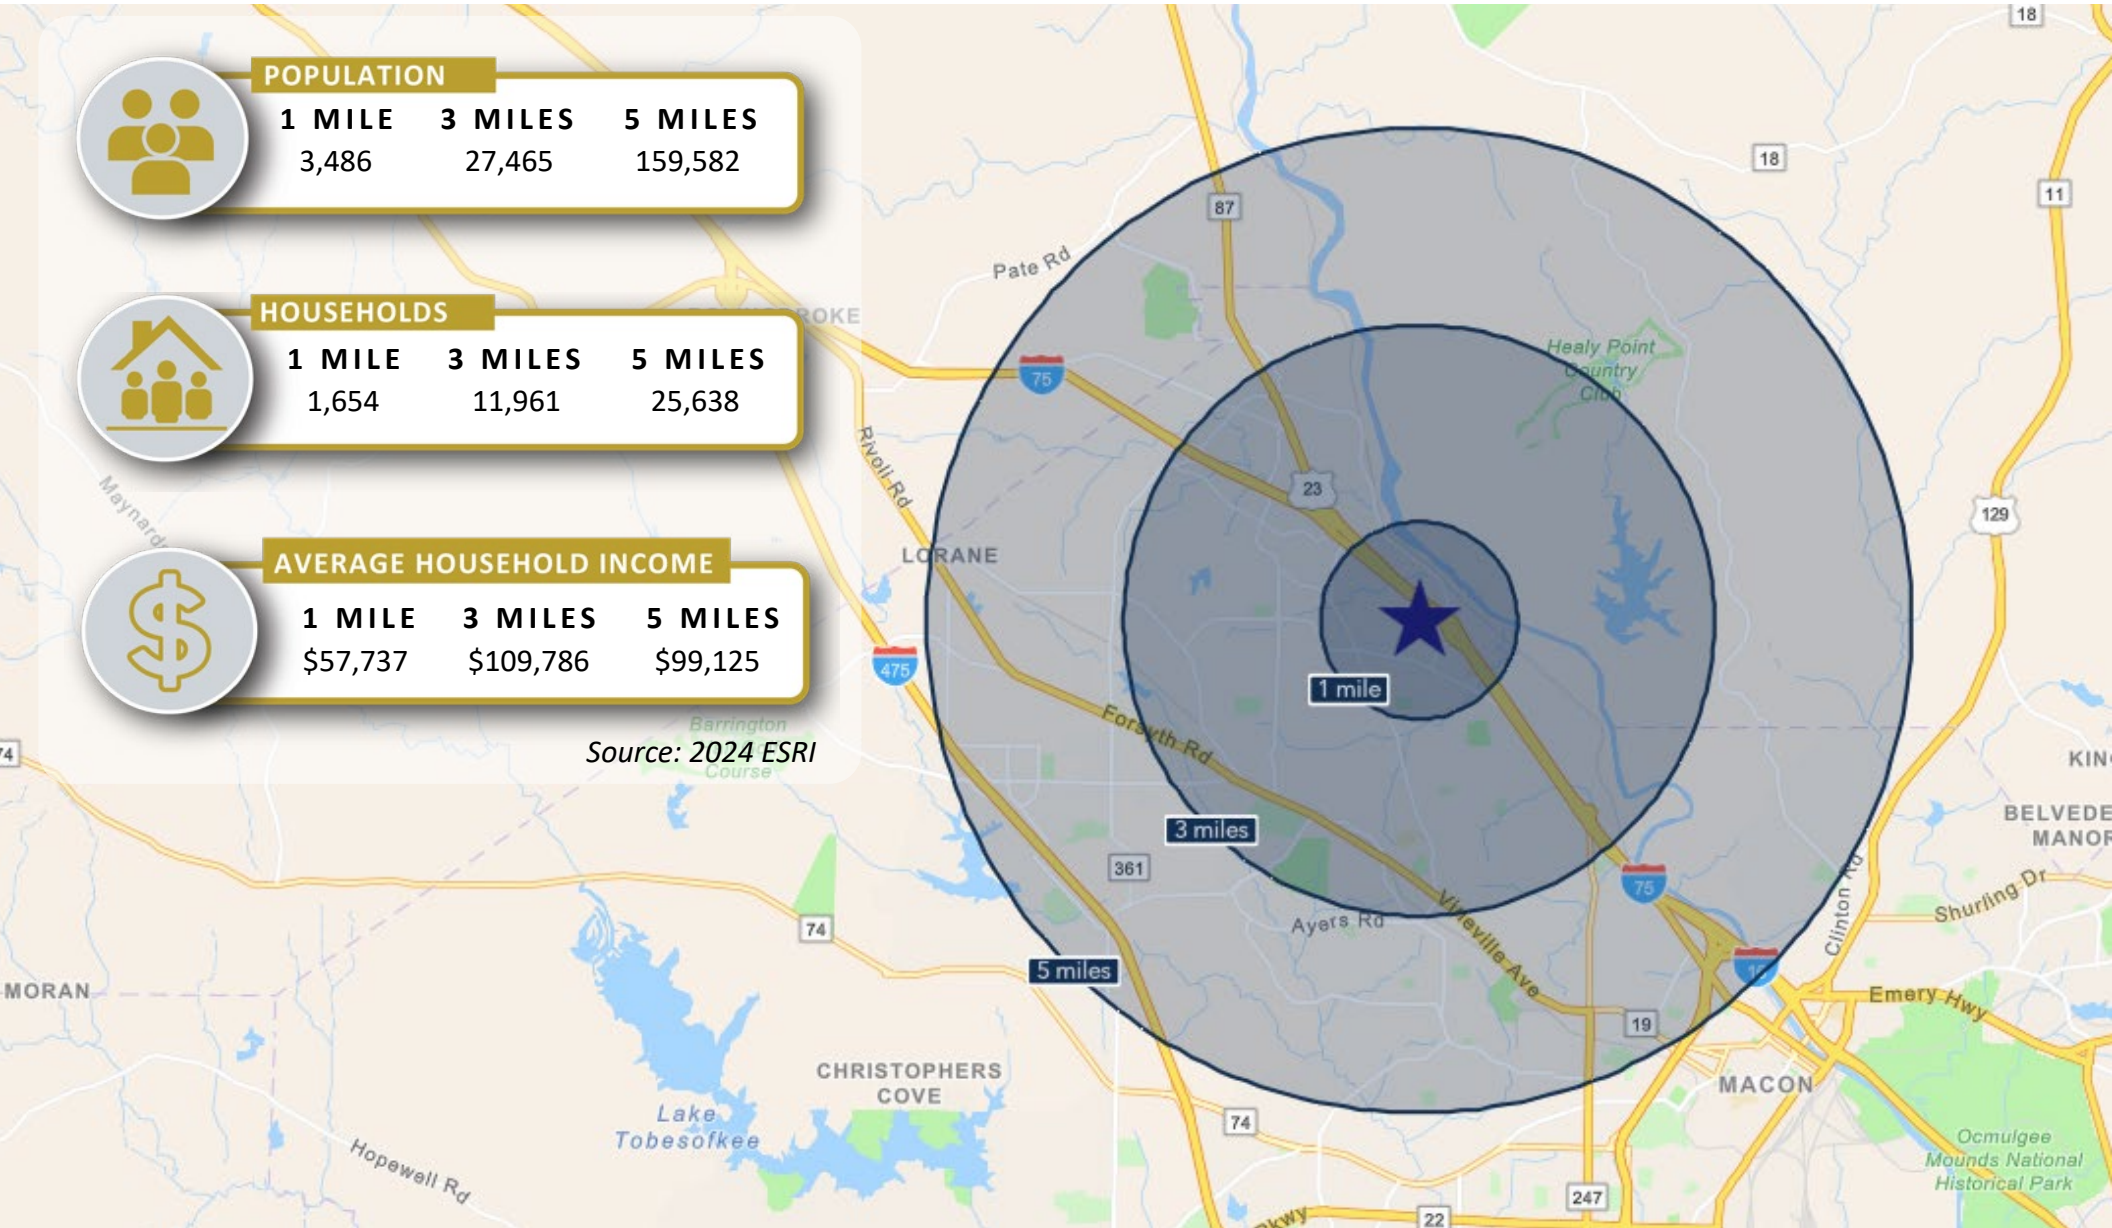 POPULATION
1 MILE 3 MILES 5 MILES
3,486 27,465 159,582
HOUSEHOLDS
1 MILE 3 MILES 5 MILES
1,654 11,961 25,638
AVERAGE HOUSEHOLD INCOME
1 MILE 3 MILES 5 MILES
$57,737 $109,786 $99,125
Source: 2024 ESRI
18
18
11
87
Pate Rd
75
Healy Point
Country
Club
Rivoli Rd
23
129
LORANE
475
1 mile
Barrington
Course
Forsyth Rd
74
3 miles
361
75
Clinton Rd
Shurling Dr
74
Ayers Rd
Vineville Ave
5 miles
MORAN
Emery Hwy
19
CHRISTOPHERS
COVE
MACON
Lake
Tobesofkee
74
Hopewell Rd
Ocmulgee
Mounds National
Historical Park
247
22